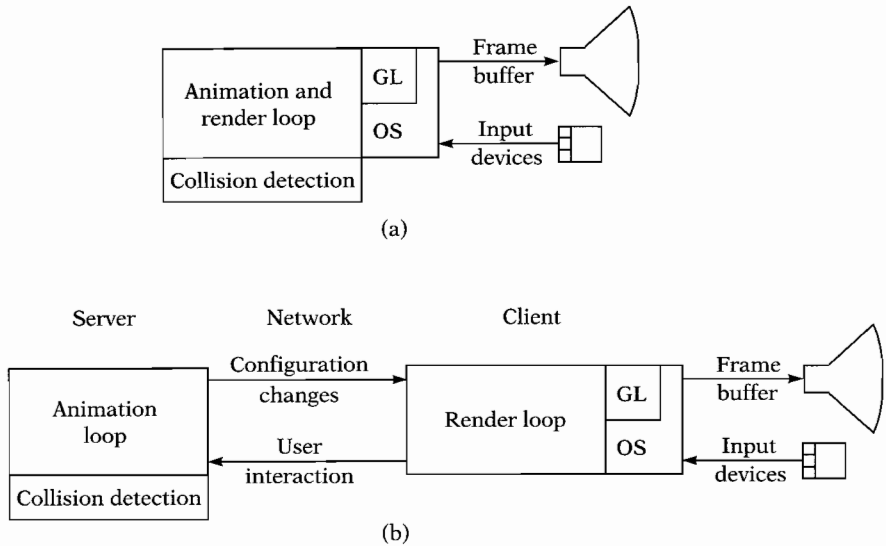 Frame
buffer
GL
Animation and
render loop
OS
Input
devices
Collision detection
(a)
Server
Network
Client
Configuration
changes
Frame
buffer
GL
Animation
loop
Render loop
User
interaction
OS
Input
devices
Collision detection
(b)